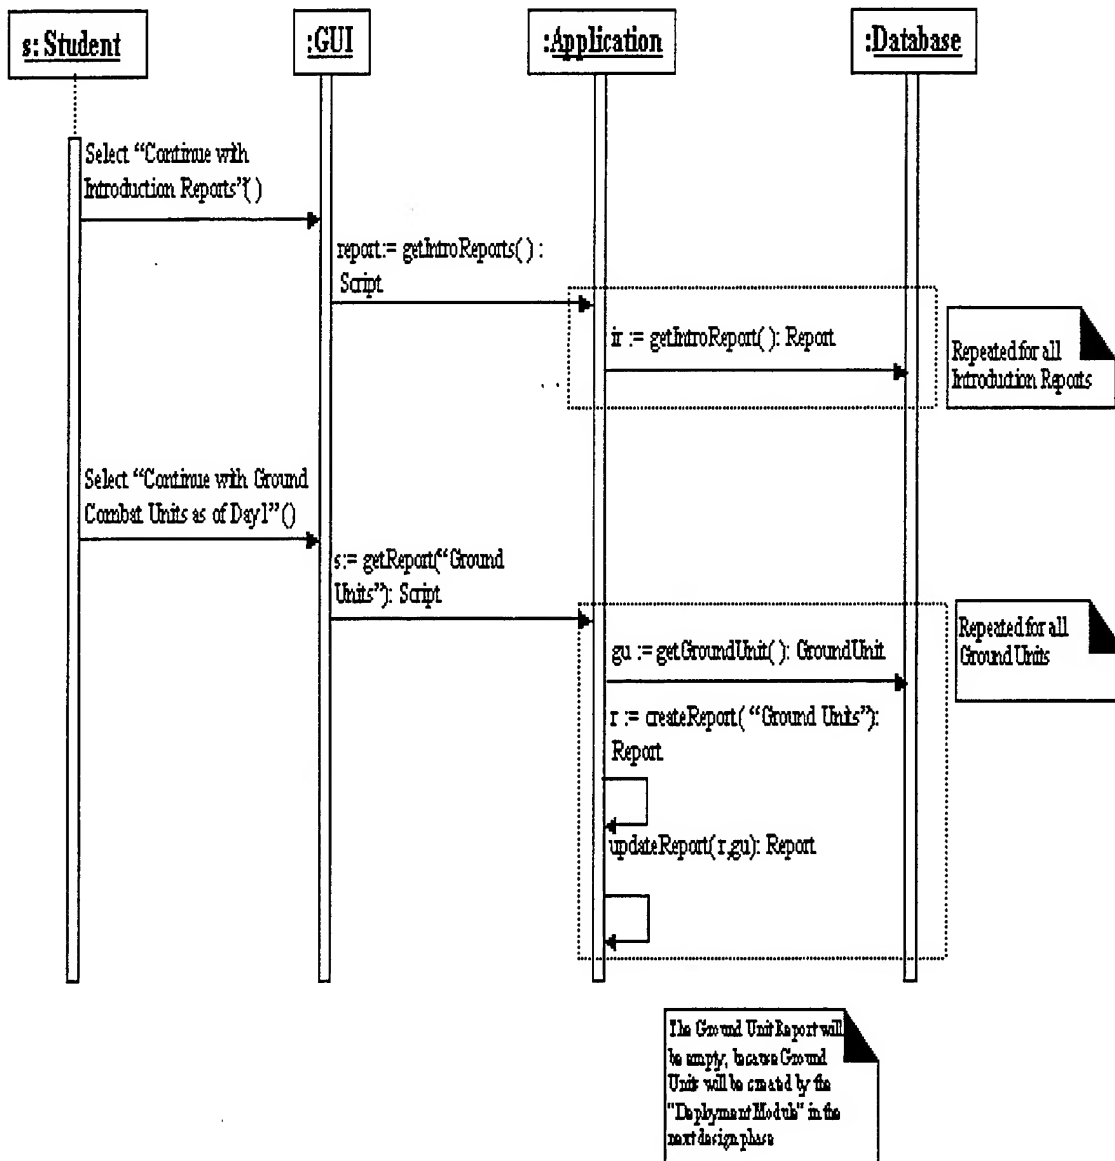 s: Student
:GUI
:Application
:Database
Select “Continue with
Introduction Reports”( )
report:= getIntroReports( ) :
Script
ir := getIntroReport( ): Report
Repeated for all
Introduction Reports
Select “Continue with Ground
Combat Units as of Day1”()
s:= getReport(“Ground
Units”): Script
gu := getGroundUnit( ): GroundUnit
Repeated for all
Ground Units
r := createReport( “Ground Units”):
Report
updateReport( r,gu): Report
The Ground Unit Report will
be empty, because Ground
Units will be created by the
"Deployment Module" in the
next design phase